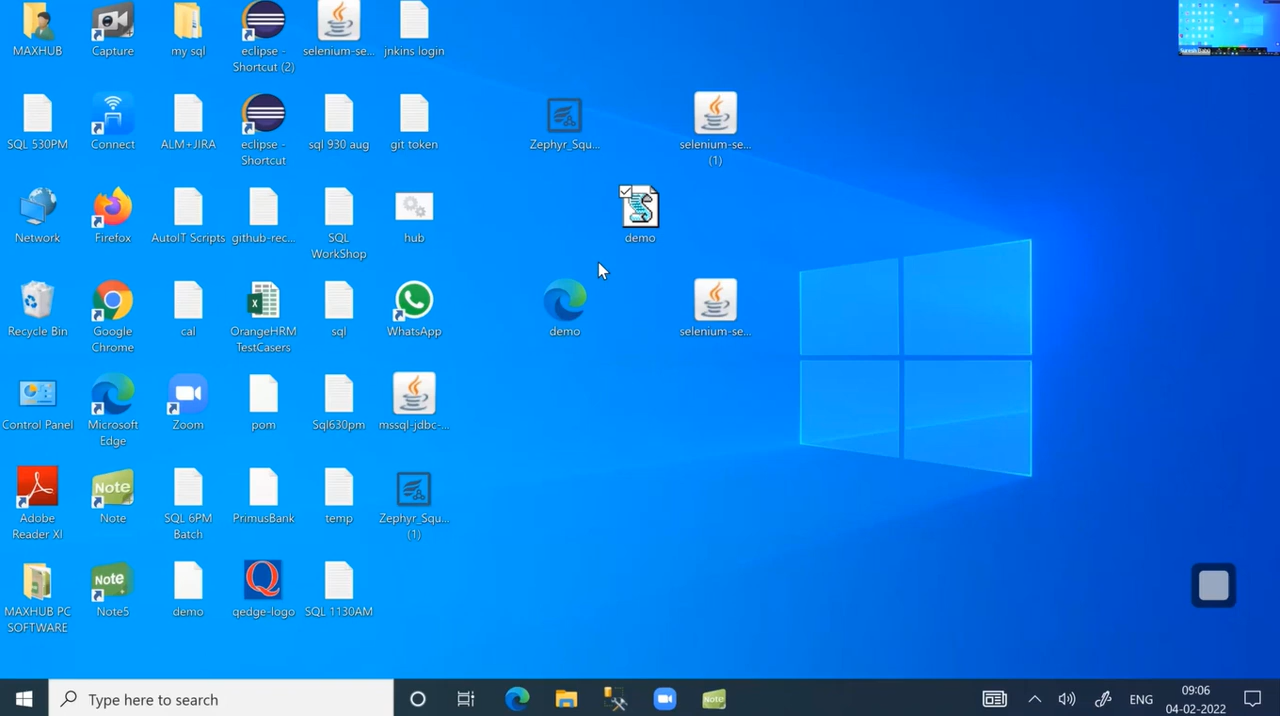 MAXHUB
Capture
my sql
eclipse -
Shortcut (2)
selenium-se...
jnkins login
SQL 530PM
Connect
ALM+JIRA
eclipse -
Shortcut
sql 930 aug
git token
Zephyr_Squ...
selenium-se...
(1)
Network
Firefox
AutoIT Scripts
github-rec...
SQL
WorkShop
hub
demo
Recycle Bin
Google
Chrome
cal
OrangeHRM
TestCasers
sql
WhatsApp
demo
selenium-se...
Control Panel
Microsoft
Edge
Zoom
pom
Sql630pm
mssql-jdbc-...
Adobe
Reader XI
Note
Note
SQL 6PM
Batch
PrimusBank
temp
Zephyr_Squ...
(1)
MAXHUB PC
SOFTWARE
Note
Note5
demo
qedge-logo
SQL 1130AM
Type here to search
Note
ENG
09:06
04-02-2022